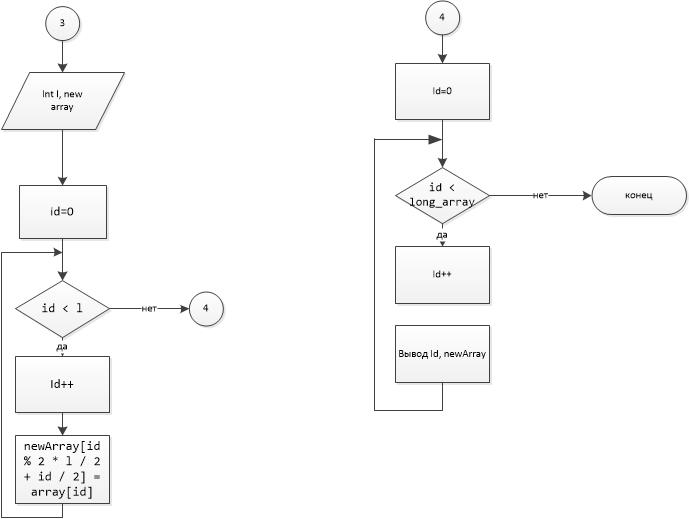 3
Int l, new
array
id=0
id < l
нет
4
да
Id++
newArray[id
% 2 * l / 2
+ id / 2] =
array[id]
4
Id=0
id <
long_array
нет
конец
да
Id++
Вывод Id, newArray